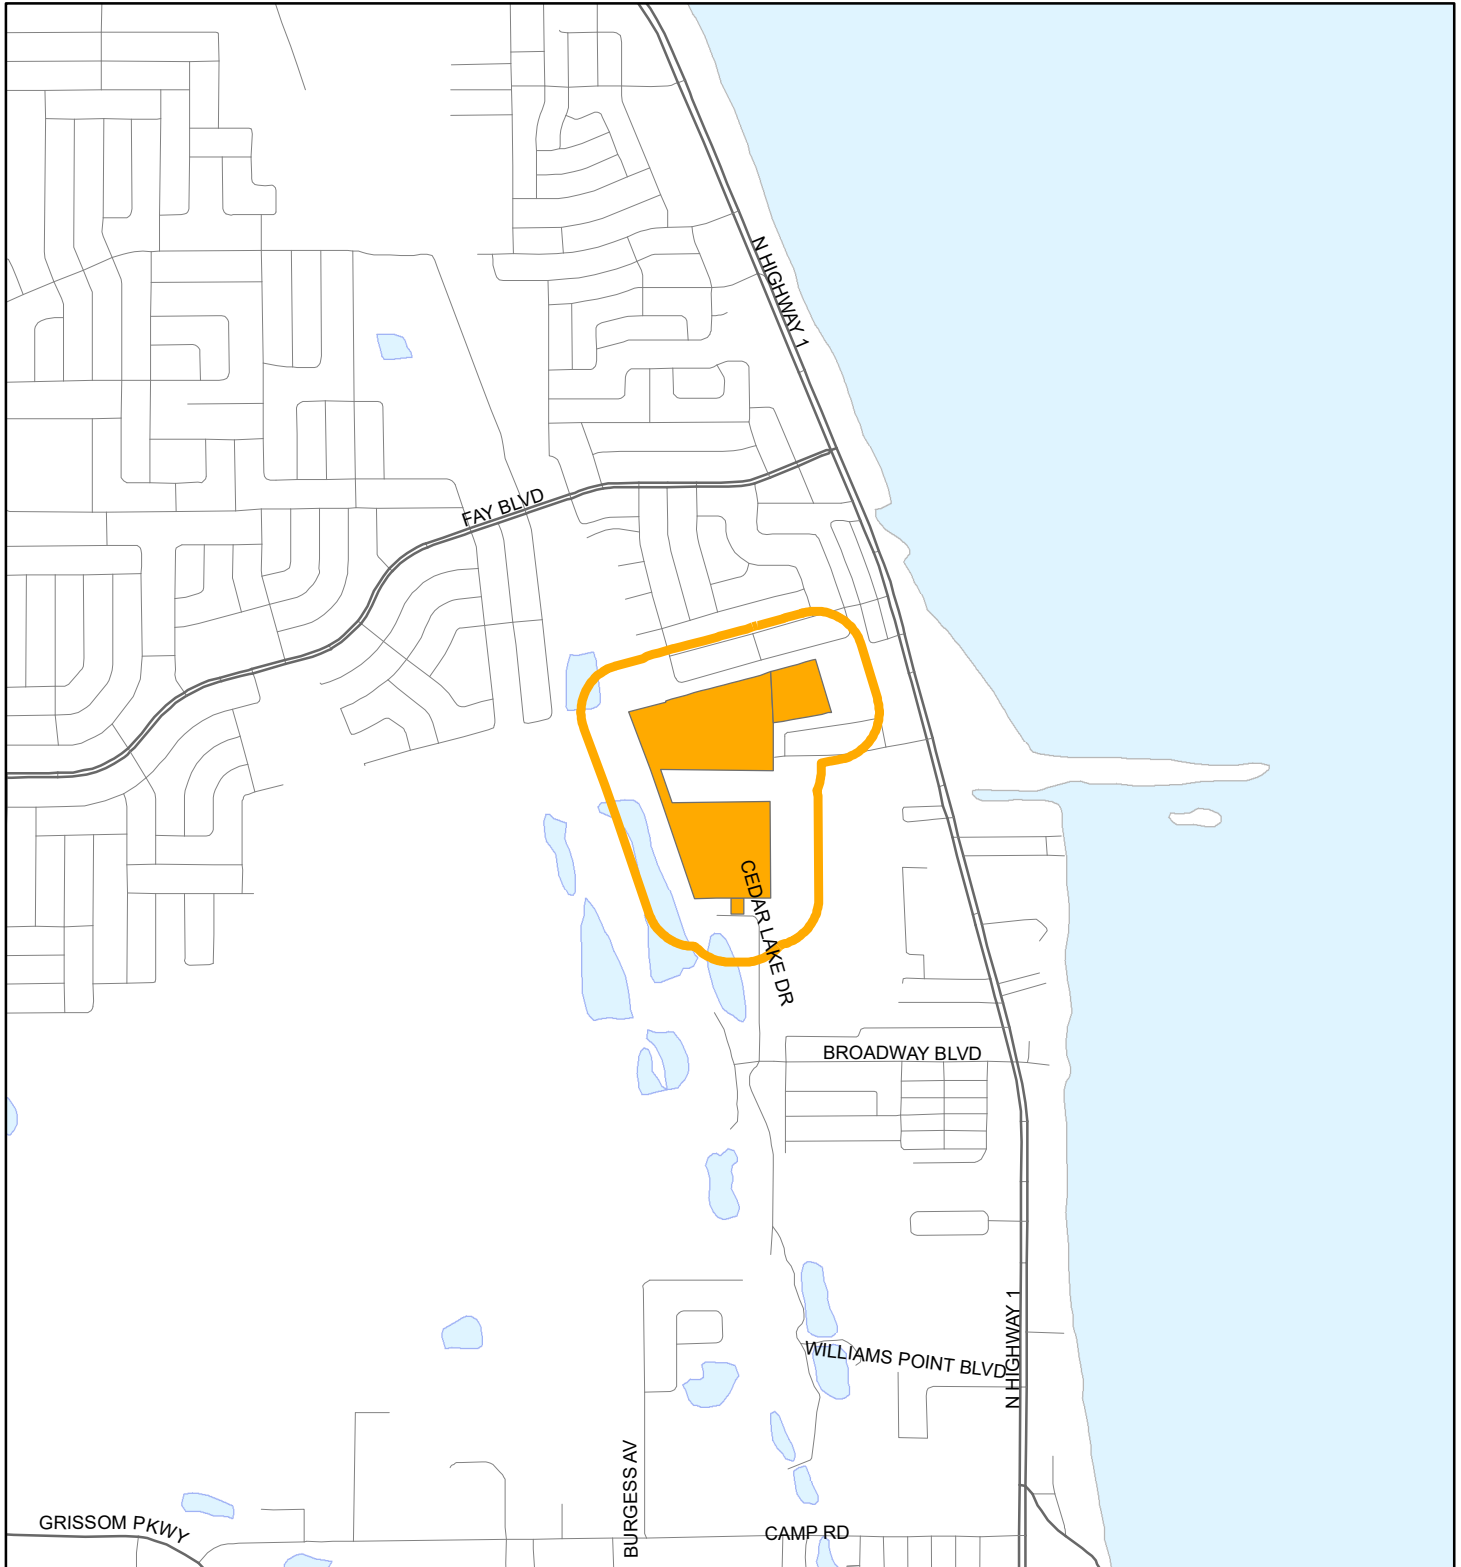 N HIGHWAY 1
FAY BLVD
CEDAR LAKE DR
BROADWAY BLVD
WILLIAMS POINT BLVD
N HIGHWAY 1
BURGESS AV
GRISSOM PKWY
CAMP RD